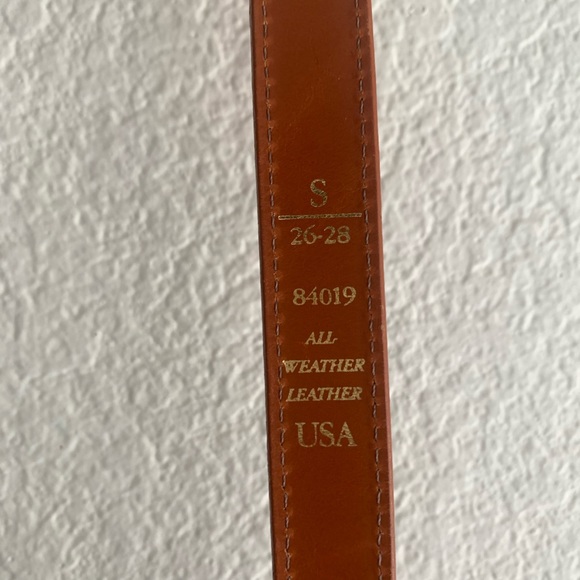 S
26-28
84019
ALL
WEATHER
LEATHER
USA